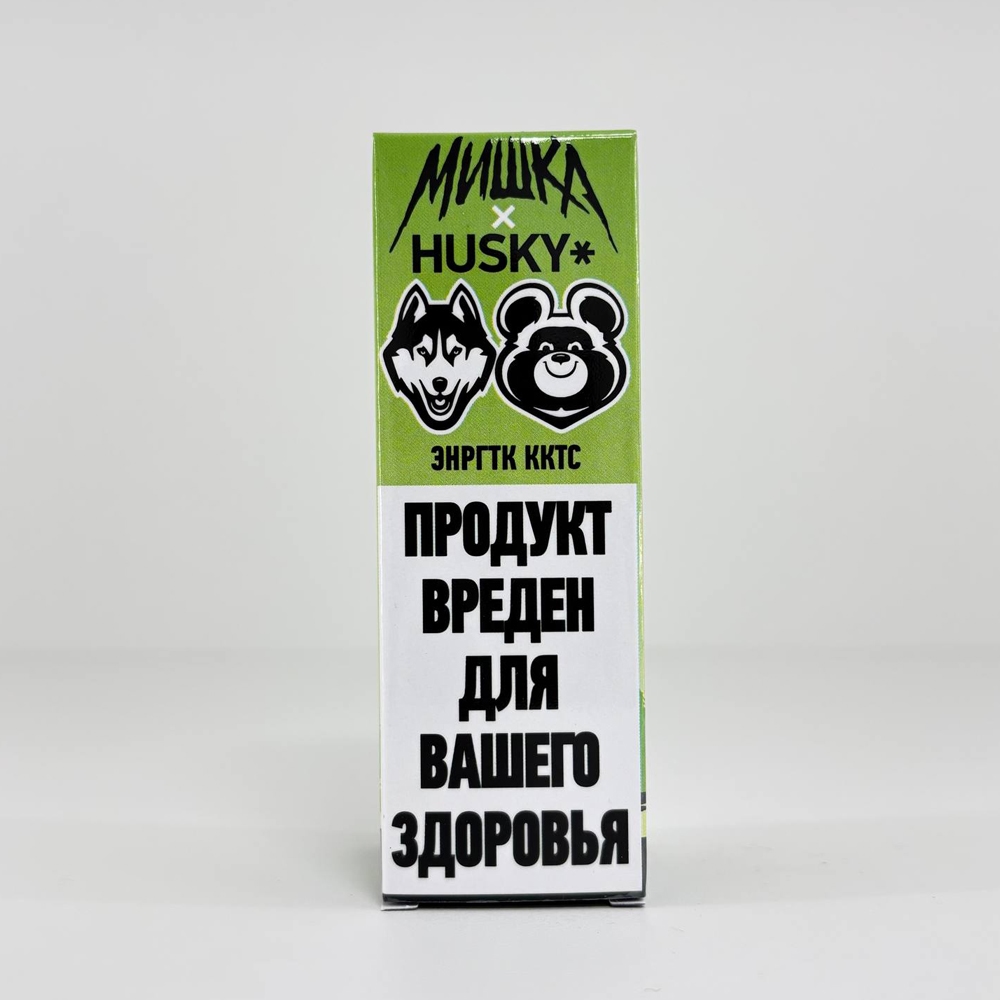 МИШКА
×
HUSKY*
ЭНРГТК ККТС
ПРОДУКТ
ВРЕДЕН
ДЛЯ
ВАШЕГО
ЗДОРОВЬЯ